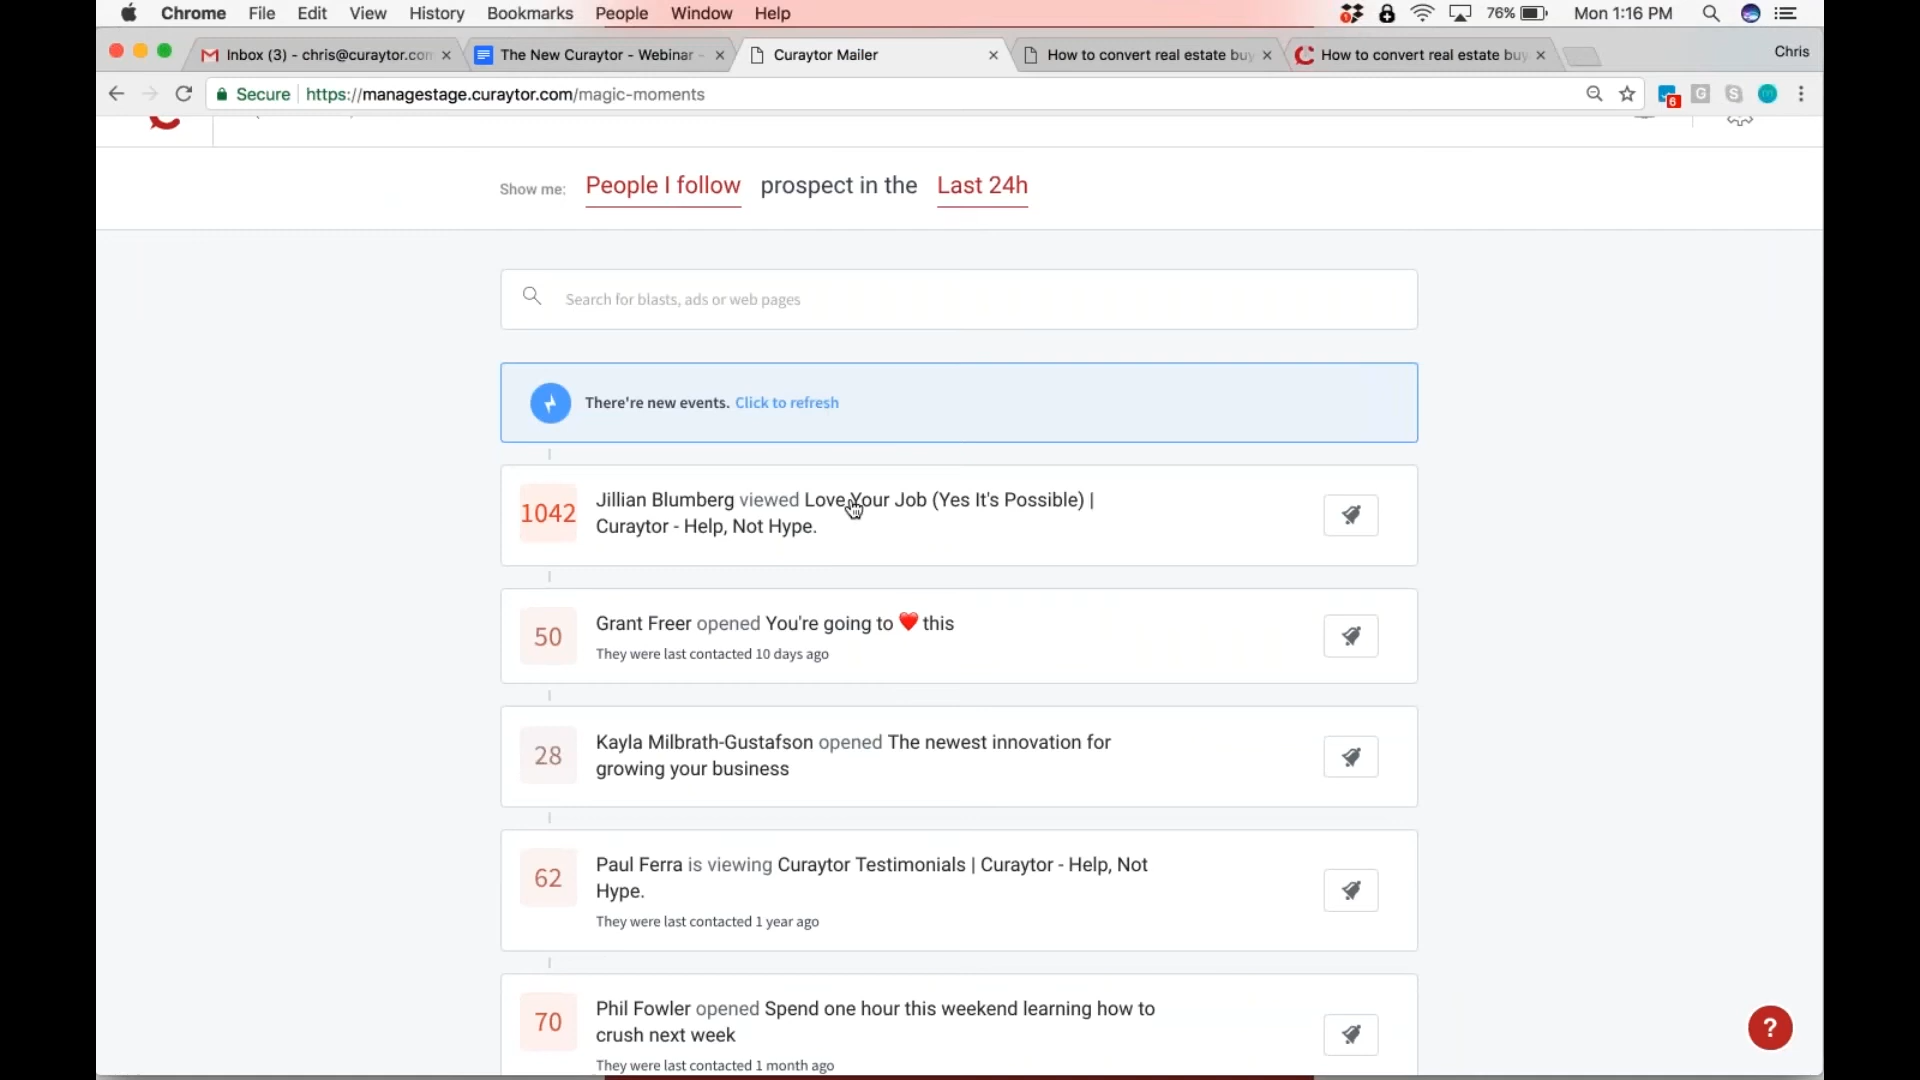 Chrome File Edit View History Bookmarks People Window Help 76% Mon 1:16 PM
Inbox (3) - chris@curaytor.com The New Curaytor - Webinar - Curaytor Mailer How to convert real estate buy How to convert real estate buy Chris
Secure https://managestage.curaytor.com/magic-moments 6 G S
Show me: People I follow prospect in the Last 24h
Search for blasts, ads or web pages
There're new events. Click to refresh
1042
Jillian Blumberg viewed Love Your Job (Yes It's Possible) |
Curaytor - Help, Not Hype.
50
Grant Freer opened You're going to ❤️ this
They were last contacted 10 days ago
28
Kayla Milbrath-Gustafson opened The newest innovation for
growing your business
62
Paul Ferra is viewing Curaytor Testimonials | Curaytor - Help, Not
Hype.
They were last contacted 1 year ago
70
Phil Fowler opened Spend one hour this weekend learning how to
crush next week
They were last contacted 1 month ago
?